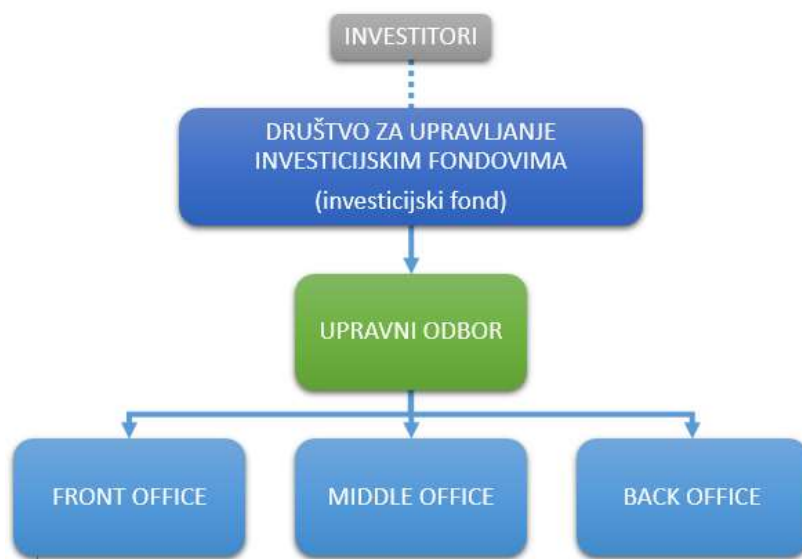 INVESTITORI
DRUŠTVO ZA UPRAVLJANJE
INVESTICIJSKIM FONDOVIMA
(investicijski fond)
UPRAVNI ODBOR
FRONT OFFICE
MIDDLE OFFICE
BACK OFFICE